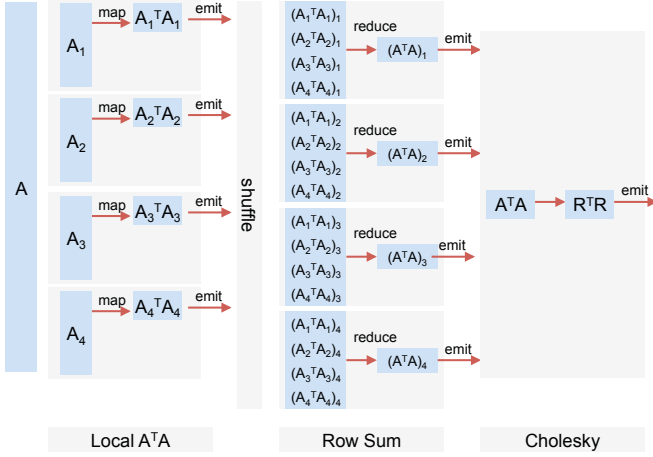 A
A₁
map
A₁ᵀA₁
emit
A₂
map
A₂ᵀA₂
emit
A₃
map
A₃ᵀA₃
emit
A₄
map
A₄ᵀA₄
emit
shuffle
(A₁ᵀA₁)₁
(A₂ᵀA₂)₁
(A₃ᵀA₃)₁
(A₄ᵀA₄)₁
reduce
(AᵀA)₁
emit
(A₁ᵀA₁)₂
(A₂ᵀA₂)₂
(A₃ᵀA₃)₂
(A₄ᵀA₄)₂
reduce
(AᵀA)₂
emit
(A₁ᵀA₁)₃
(A₂ᵀA₂)₃
(A₃ᵀA₃)₃
(A₄ᵀA₄)₃
reduce
(AᵀA)₃
emit
(A₁ᵀA₁)₄
(A₂ᵀA₂)₄
(A₃ᵀA₃)₄
(A₄ᵀA₄)₄
reduce
(AᵀA)₄
emit
AᵀA
RᵀR
emit
Local AᵀA
Row Sum
Cholesky